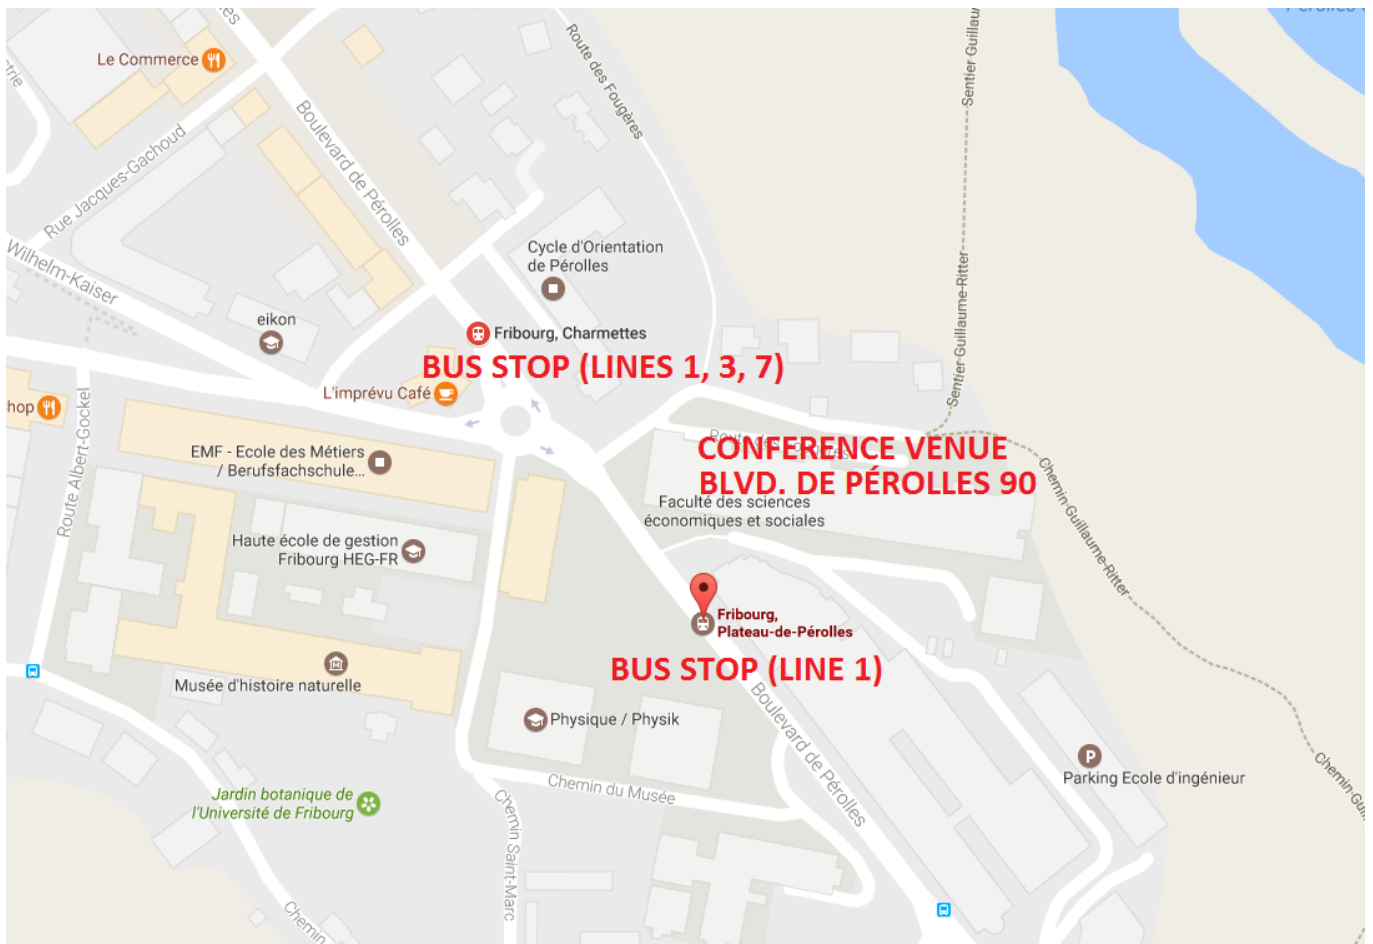 Le Commerce
Boulevard de Pérolles
Route des Fougères
Sentier Guillaume-Ritter
Rue Jacques-Gachoud
Wilhelm-Kaiser
Cycle d'Orientation
de Pérolles
eikon
Fribourg, Charmettes
BUS STOP (LINES 1, 3, 7)
L'imprévu Café
hop
Route Albert-Gockel
EMF - Ecole des Métiers
/ Berufsfachschule...
CONFERENCE VENUE
BLVD. DE PÉROLLES 90
Faculté des sciences
économiques et sociales
Sentier Guillaume-Ritter
Chemin Guillaume-Ritter
Haute école de gestion
Fribourg HEG-FR
Fribourg,
Plateau-de-Pérolles
BUS STOP (LINE 1)
Musée d'histoire naturelle
Physique / Physik
Boulevard de Pérolles
P
Parking Ecole d'ingénieur
Chemin du Musée
Jardin botanique de
l'Université de Fribourg
Chemin Saint-Marc
Chemin